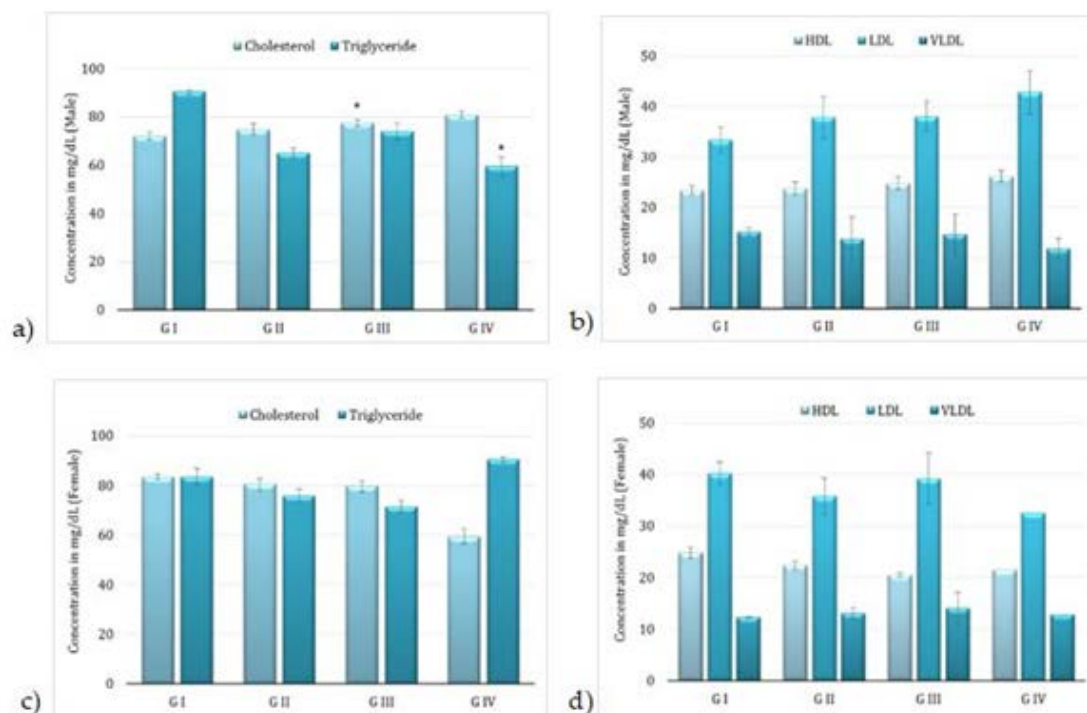 Cholesterol Triglyceride
Concentration in mg/dL (Male)
100
80
60
40
20
0
* *
G I G II G III G IV
a)
HDL LDL VLDL
Concentration in mg/dL (Male)
50
40
30
20
10
0
G I G II G III G IV
b)
Cholesterol Triglyceride
Concentration in mg/dL (Female)
100
80
60
40
20
0
G I G II G III G IV
c)
HDL LDL VLDL
Concentration in mg/dL (Female)
50
40
30
20
10
0
G I G II G III G IV
d)